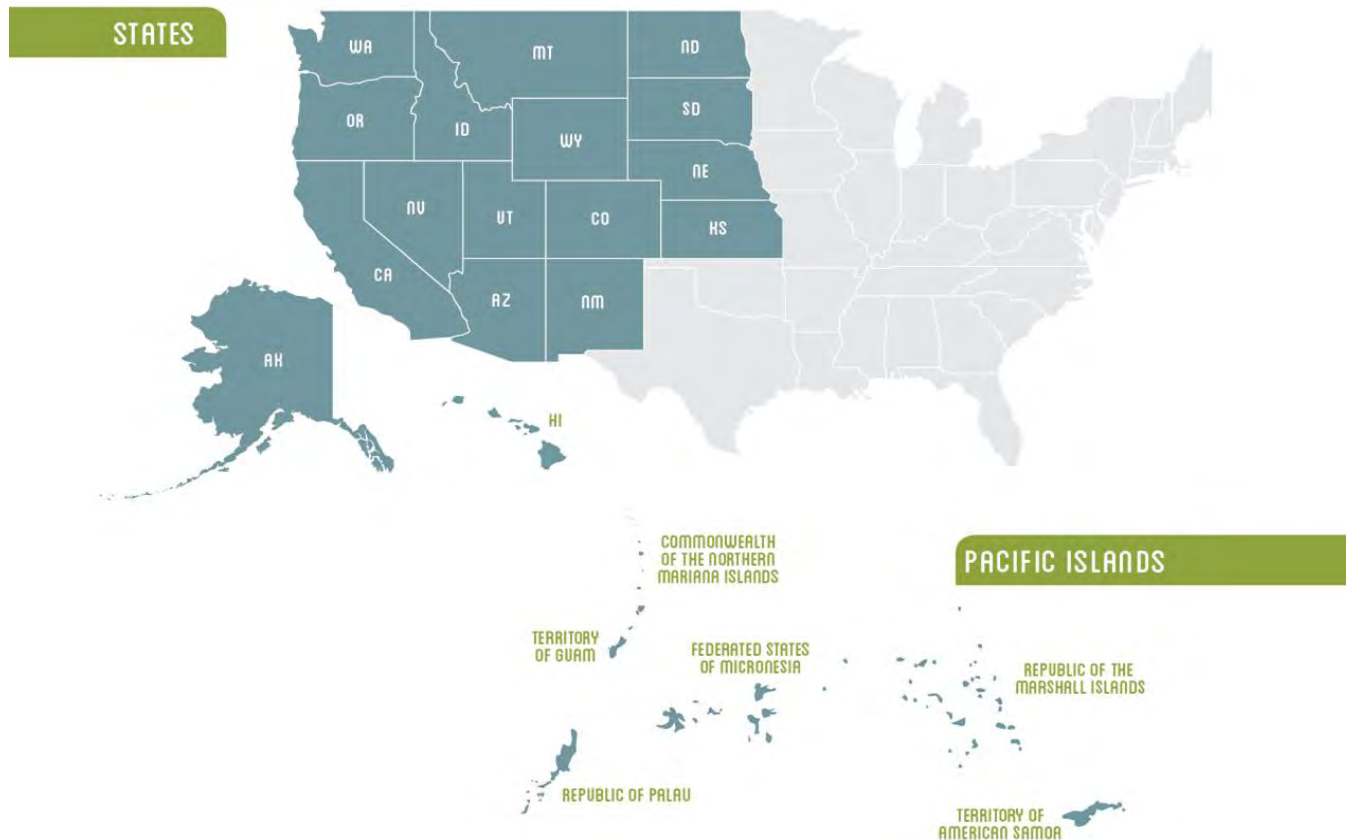 STATES
WA
MT
ND
OR
ID
SD
WY
NE
NV
UT
CO
KS
CA
AZ
NM
AK
HI
COMMONWEALTH
OF THE NORTHERN
MARIANA ISLANDS
PACIFIC ISLANDS
TERRITORY
OF GUAM
FEDERATED STATES
OF MICRONESIA
REPUBLIC OF THE
MARSHALL ISLANDS
REPUBLIC OF PALAU
TERRITORY OF
AMERICAN SAMOA